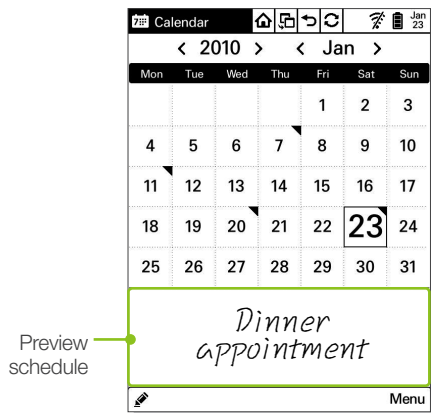 7 Calendar Jan 23
< 2010 > < Jan >
Mon Tue Wed Thu Fri Sat Sun
1 2 3
4 5 6 7 8 9 10
11 12 13 14 15 16 17
18 19 20 21 22 23 24
25 26 27 28 29 30 31
Dinner
appointment
Preview
schedule
Menu